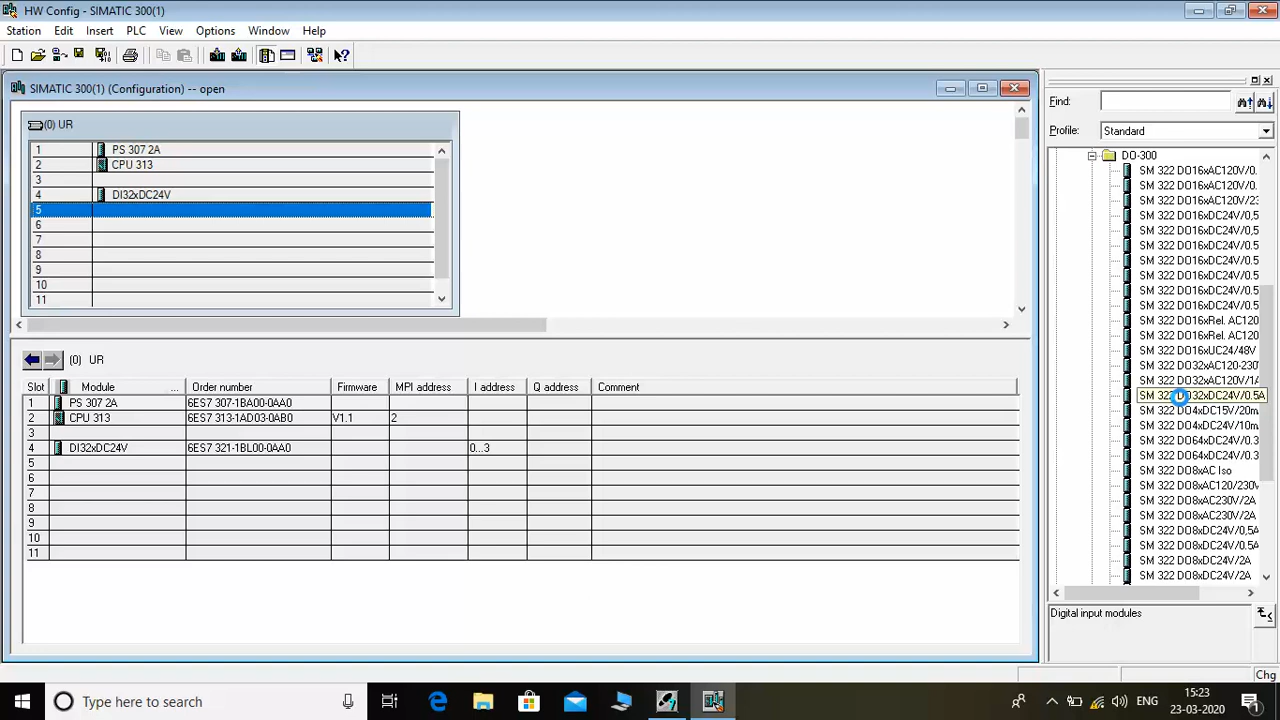 HW Config - SIMATIC 300(1)
Station Edit Insert PLC View Options Window Help
SIMATIC 300(1) (Configuration) -- open
(0) UR
1 PS 307 2A
2 CPU 313
3
4 DI32xDC24V
5
6
7
8
9
10
11
(0) UR
Slot Module ... Order number Firmware MPI address I address Q address Comment
1 PS 307 2A 6ES7 307-1BA00-0AA0
2 CPU 313 6ES7 313-1AD03-0AB0 V1.1 2
3
4 DI32xDC24V 6ES7 321-1BL00-0AA0 0...3
5
6
7
8
9
10
11
Find:
Profile: Standard
DO-300
SM 322 DO16xAC120V/0.
SM 322 DO16xAC120V/0.
SM 322 DO16xAC120V/23
SM 322 DO16xDC24V/0.5
SM 322 DO16xDC24V/0.5
SM 322 DO16xDC24V/0.5
SM 322 DO16xDC24V/0.5
SM 322 DO16xDC24V/0.5
SM 322 DO16xDC24V/0.5
SM 322 DO16xDC24V/0.5
SM 322 DO16xRel. AC120
SM 322 DO16xRel. AC120
SM 322 DO16xUC24/48V
SM 322 DO32xAC120-230
SM 322 DO32xAC120V/1A
SM 322 DO32xDC24V/0.5A
SM 322 DO4xDC15V/20m
SM 322 DO4xDC24V/10m
SM 322 DO64xDC24V/0.3
SM 322 DO64xDC24V/0.3
SM 322 DO8xAC Iso
SM 322 DO8xAC120/230V
SM 322 DO8xAC230V/2A
SM 322 DO8xAC230V/2A
SM 322 DO8xDC24V/0,5A
SM 322 DO8xDC24V/0,5A
SM 322 DO8xDC24V/2A
SM 322 DO8xDC24V/2A
Digital input modules
Chg
Type here to search
ENG
15:23
23-03-2020
1